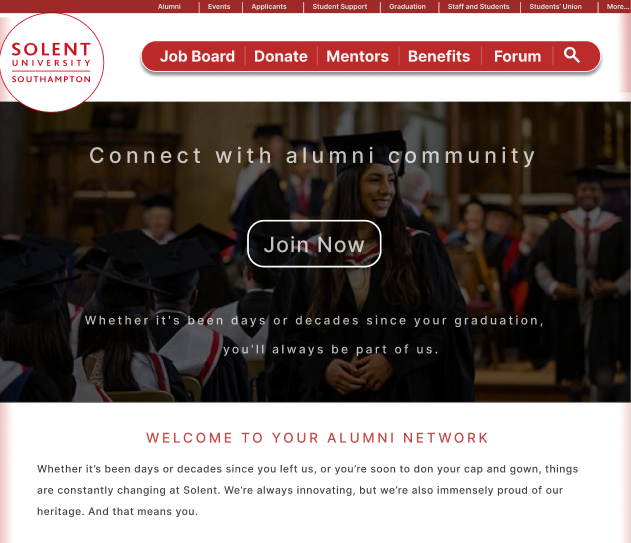 Alumni Events Applicants Student Support Graduation Staff and Students Students' Union More...
SOLENT
UNIVERSITY
SOUTHAMPTON
Job Board Donate Mentors Benefits Forum
Connect with alumni community
Join Now
Whether it's been days or decades since your graduation,
you'll always be part of us.
WELCOME TO YOUR ALUMNI NETWORK
Whether it's been days or decades since you left us, or you're soon to don your cap and gown, things
are constantly changing at Solent. We're always innovating, but we're also immensely proud of our
heritage. And that means you.